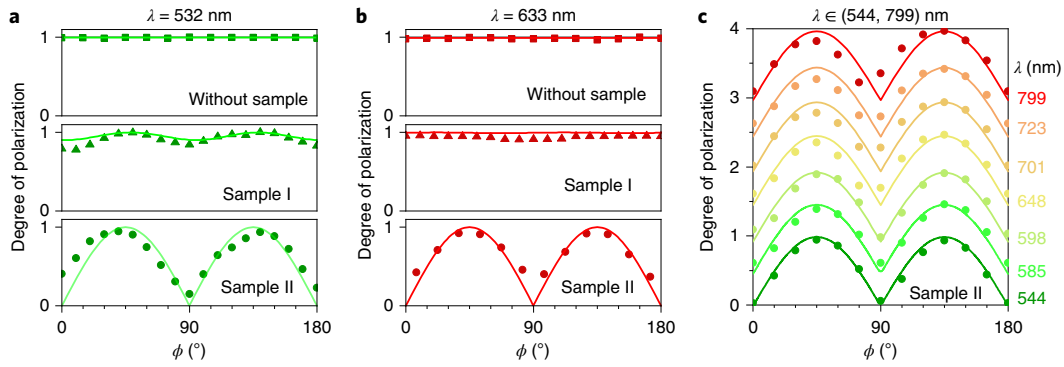 a
λ = 532 nm
Degree of polarization
1
Without sample
0
1
Sample I
0
1
Sample II
0
0
90
180
ϕ (°)
b
λ = 633 nm
Degree of polarization
1
Without sample
0
1
Sample I
0
1
Sample II
0
0
90
180
ϕ (°)
c
λ ∈ (544, 799) nm
Degree of polarization
4
3
2
1
0
λ (nm)
799
723
701
648
598
585
544
Sample II
0
90
180
ϕ (°)